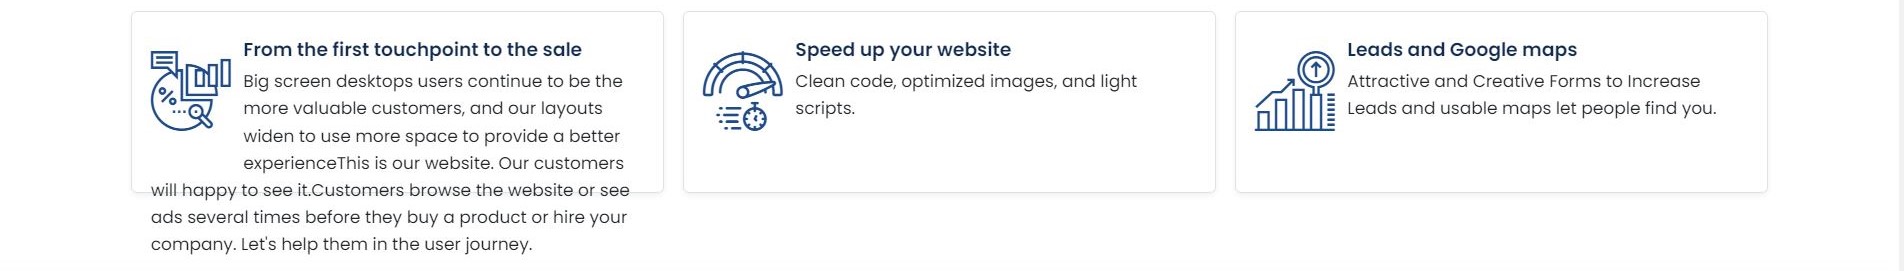 From the first touchpoint to the sale
Big screen desktops users continue to be the
more valuable customers, and our layouts
widen to use more space to provide a better
experienceThis is our website. Our customers
will happy to see it.Customers browse the website or see
ads several times before they buy a product or hire your
company. Let's help them in the user journey.
Speed up your website
Clean code, optimized images, and light
scripts.
Leads and Google maps
Attractive and Creative Forms to Increase
Leads and usable maps let people find you.